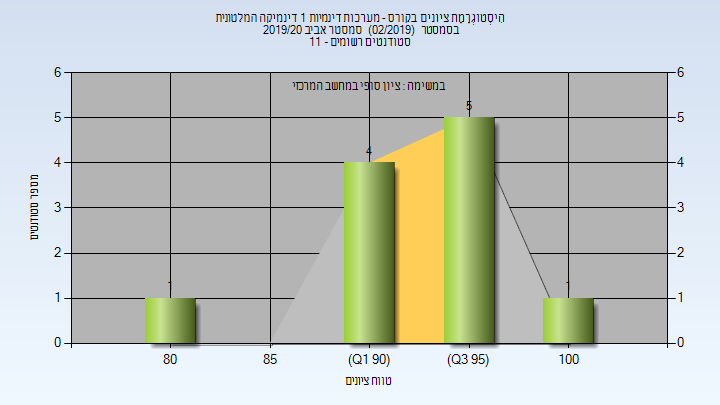 היסטוגרמת ציונים בקורס - מערכות דינמיות 1 דינמיקה המלטונית
בסמסטר (02/2019) סמסטר אביב 2019/20
סטודנטים רשומים - 11
במשימה : ציון סופי במחשב המרכזי
6 6
5 5 5
4 4 4
3 3
2 2
1 1 1 1
0 0
80 85 (Q1 90) (Q3 95) 100
מספר סטודנטים
טווח ציונים